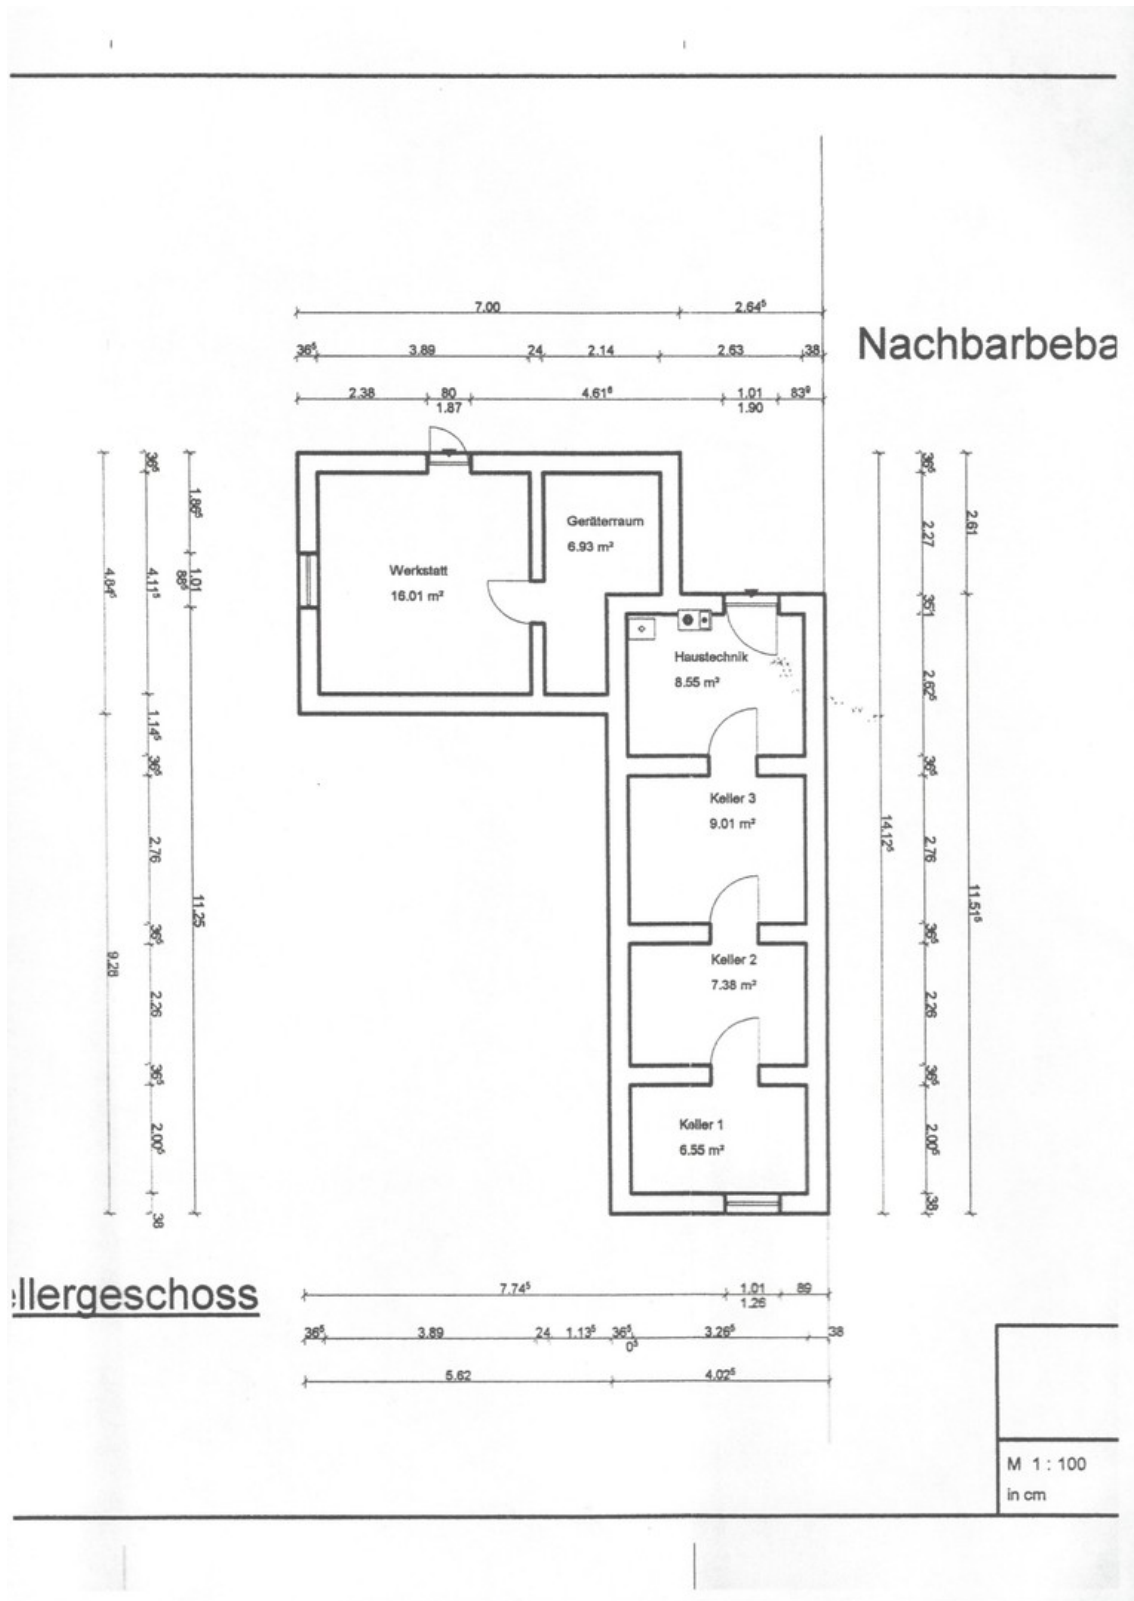 7.00 2.64⁵
36⁵ 3.89 24 2.14 2.63 38
Nachbarbeba
2.38 80 4.61⁶ 1.01 83⁹
1.87 1.90
36⁵
1.86⁵
1.01
88⁵
11.25
4.11⁵
1.14⁵
36⁵
2.76
36⁵
2.26
36⁵
2.00⁵
38
4.84⁵
9.28
Geräterraum
6.93 m²
Werkstatt
16.01 m²
Haustechnik
8.55 m²
Keller 3
9.01 m²
Keller 2
7.38 m²
Keller 1
6.55 m²
14.12⁵
36⁵
2.27
2.62⁵
36⁵
2.76
36⁵
2.26
36⁵
2.00⁵
38
2.61
11.51⁵
ellergeschoss
7.74⁵ 1.01 89
1.26
36⁵ 3.89 24 1.13⁵ 36⁵ 3.26⁵ 38
0⁵
5.62 4.02⁵
M 1 : 100
in cm